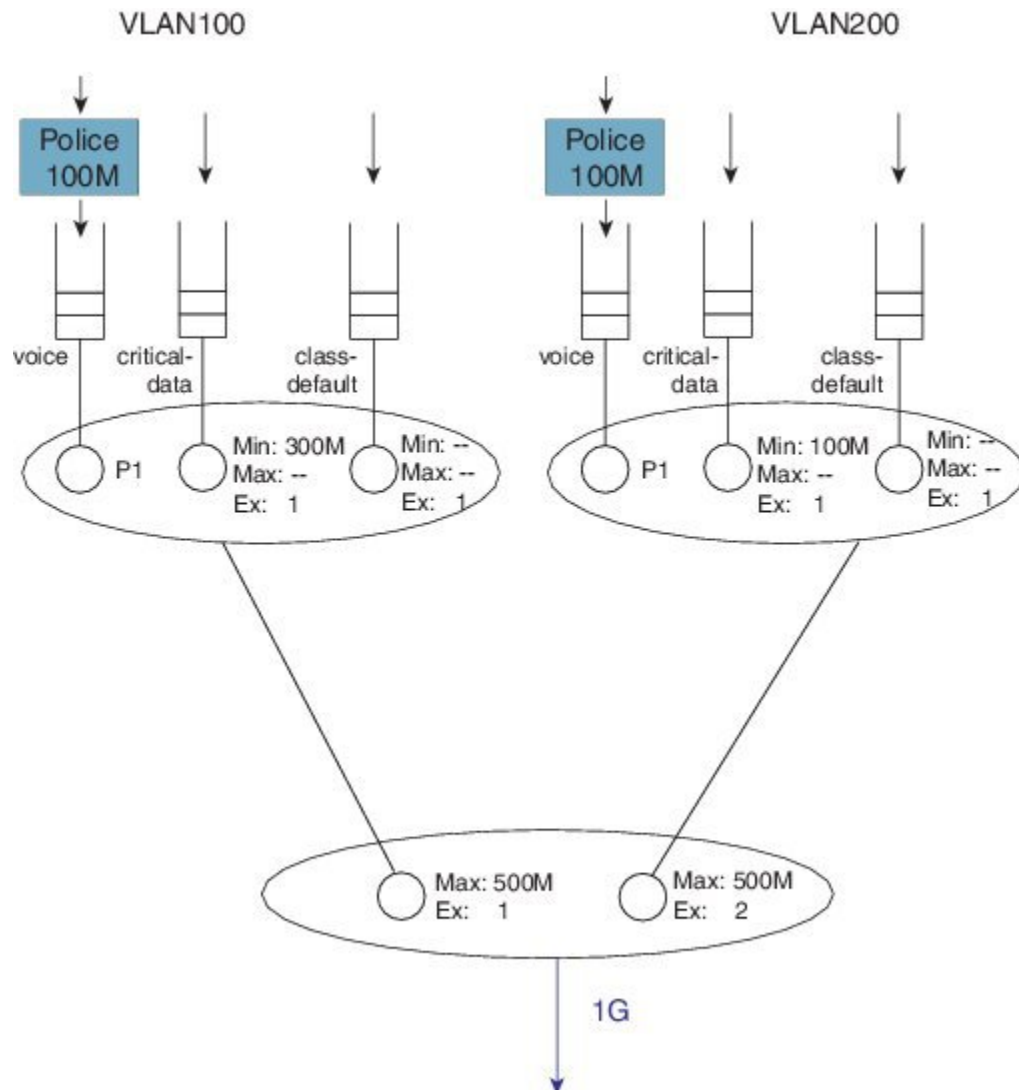 VLAN100
VLAN200
Police
100M
Police
100M
voice
critical-
data
class-
default
voice
critical-
data
class-
default
P1
Min: 300M
Max: --
Ex: 1
Min: --
Max: --
Ex: 1
P1
Min: 100M
Max: --
Ex: 1
Min: --
Max: --
Ex: 1
Max: 500M
Ex: 1
Max: 500M
Ex: 2
1G